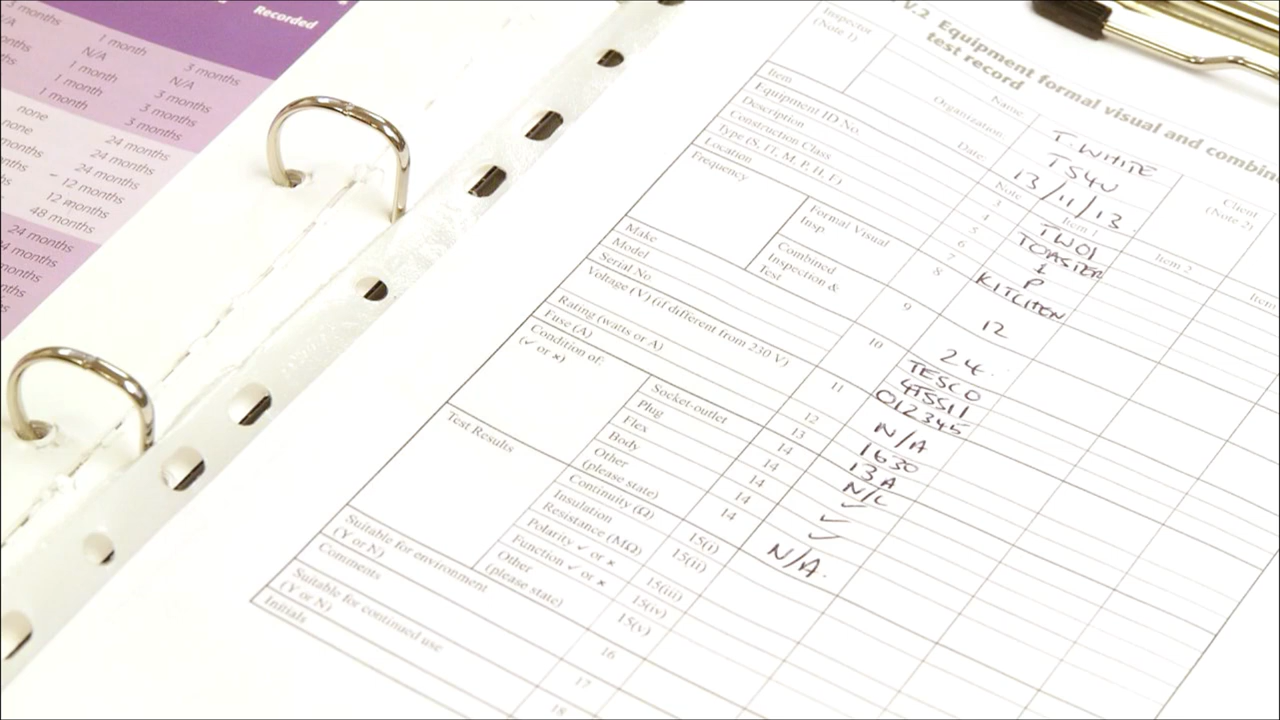 Recorded
months
1 month
3 months
N/A
N/A
N/A
months
1 month
3 months
1 month
3 months
none
24 months
none
24 months
12 months
12 months
48 months
24 months
months
months
months
V.2 Equipment formal visual and combin
test record
Inspector
(Note 1)
Name: T. WHITE
Organization:
Date: 13/11/13
Client
(Note 2)
Item
Note
Item 1
Item 2
Item
Equipment ID No. 3 TW01
Description 4 TOASTER
Construction Class 5 I
Type (S, IT, M, P, H, F) 6 P
Location 7 KITCHEN
Frequency
Formal Visual
Insp
8 12
Combined
Inspection &
Test
9 24
Make 10 TESCO
Model
Serial No. 012345
Voltage (V) (if different from 230 V) 11 N/A
Rating (watts or A) 12 1630
Fuse (A) 13 13A
Condition of:
(✓ or ×)
Socket-outlet 14
Plug 14 ✓
Flex 14 ✓
Body 14 ✓
Other
(please state)
N/A
Test Results
Continuity (Ω) 15(i)
Insulation
Resistance (MΩ) 15(ii)
Polarity ✓ or × 15(iii)
Function ✓ or × 15(iv)
Other
(please state) 15(v)
Suitable for environment
(Y or N) 16
Comments 17
Suitable for continued use
(Y or N) 18
Initials